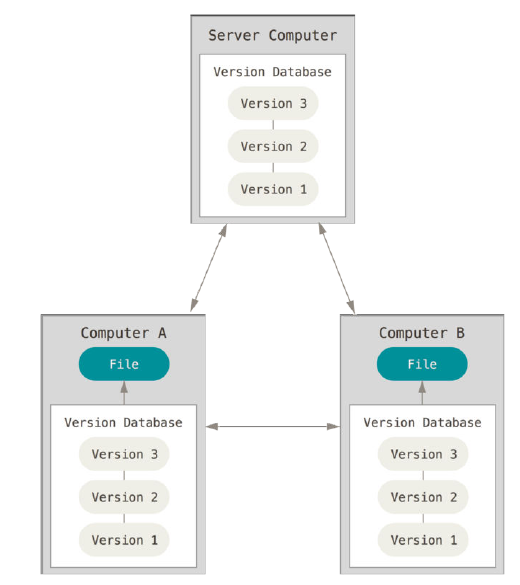 Server Computer
Version Database
Version 3
Version 2
Version 1
Computer A
File
Version Database
Version 3
Version 2
Version 1
Computer B
File
Version Database
Version 3
Version 2
Version 1